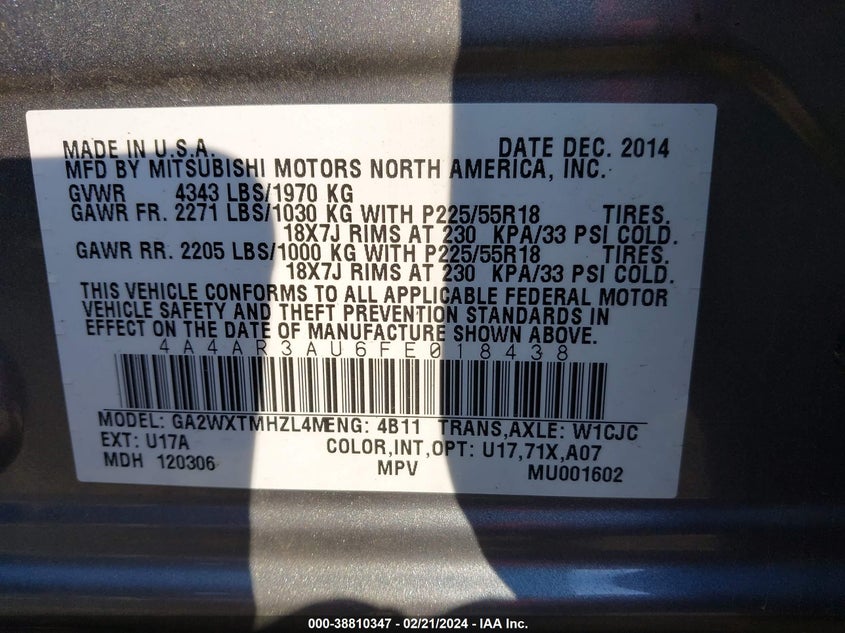 MADE IN U.S.A. DATE DEC. 2014
MFD BY MITSUBISHI MOTORS NORTH AMERICA, INC.
GVWR 4343 LBS/1970 KG
GAWR FR. 2271 LBS/1030 KG WITH P225/55R18 TIRES.
18X7J RIMS AT 230 KPA/33 PSI COLD.
GAWR RR. 2205 LBS/1000 KG WITH P225/55R18 TIRES.
18X7J RIMS AT 230 KPA/33 PSI COLD.
THIS VEHICLE CONFORMS TO ALL APPLICABLE FEDERAL MOTOR
VEHICLE SAFETY AND THEFT PREVENTION STANDARDS IN
EFFECT ON THE DATE OF MANUFACTURE SHOWN ABOVE.
4A4AR3AU6FE018438
MODEL: GA2WXTMHZL4M ENG: 4B11 TRANS,AXLE: W1CJC
EXT: U17A COLOR,INT,OPT: U17,71X,A07
MDH 120306 MPV MU001602
000-38810347 - 02/21/2024 - IAA Inc.